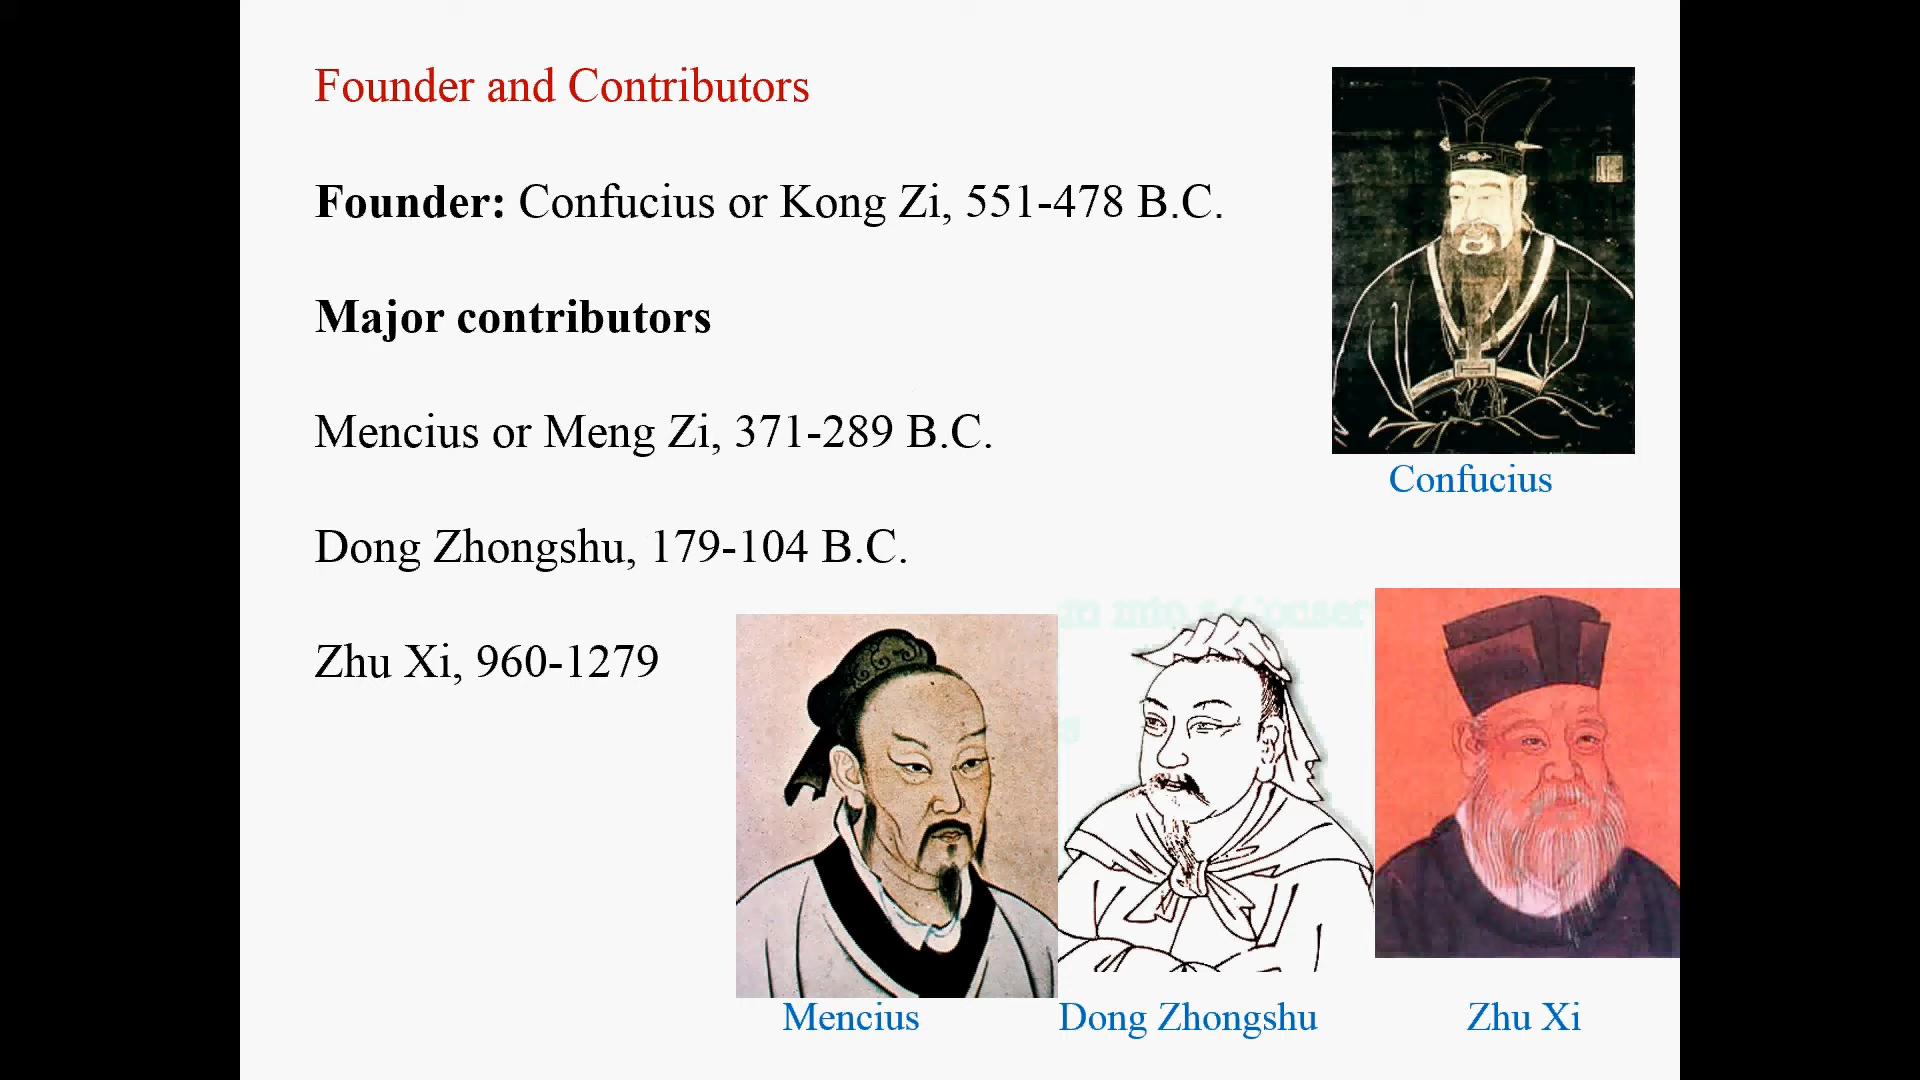 Founder and Contributors
Founder: Confucius or Kong Zi, 551-478 B.C.
Major contributors
Mencius or Meng Zi, 371-289 B.C.
Dong Zhongshu, 179-104 B.C.
Zhu Xi, 960-1279
Confucius
Mencius
Dong Zhongshu
Zhu Xi